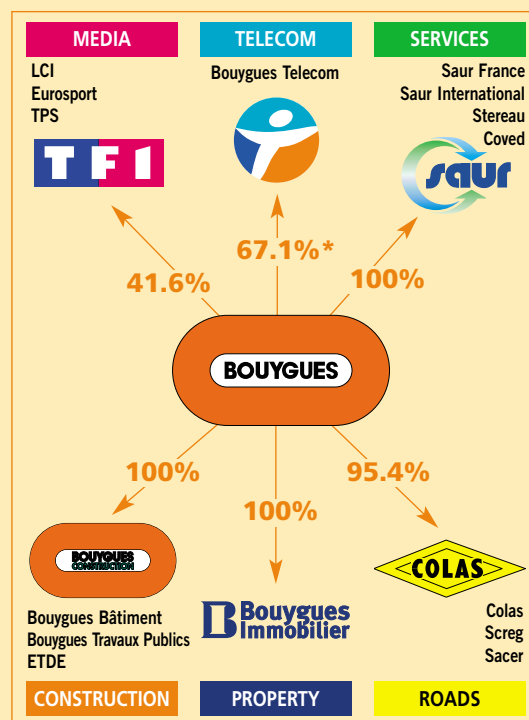 MEDIA
LCI
Eurosport
TPS
TF1
TELECOM
Bouygues Telecom
SERVICES
Saur France
Saur International
Stereau
Coved
saur
41.6%
67.1%*
100%
BOUYGUES
100%
100%
95.4%
BOUYGUES
CONSTRUCTION
Bouygues Bâtiment
Bouygues Travaux Publics
ETDE
CONSTRUCTION
Bouygues
Immobilier
PROPERTY
COLAS
Colas
Screg
Sacer
ROADS